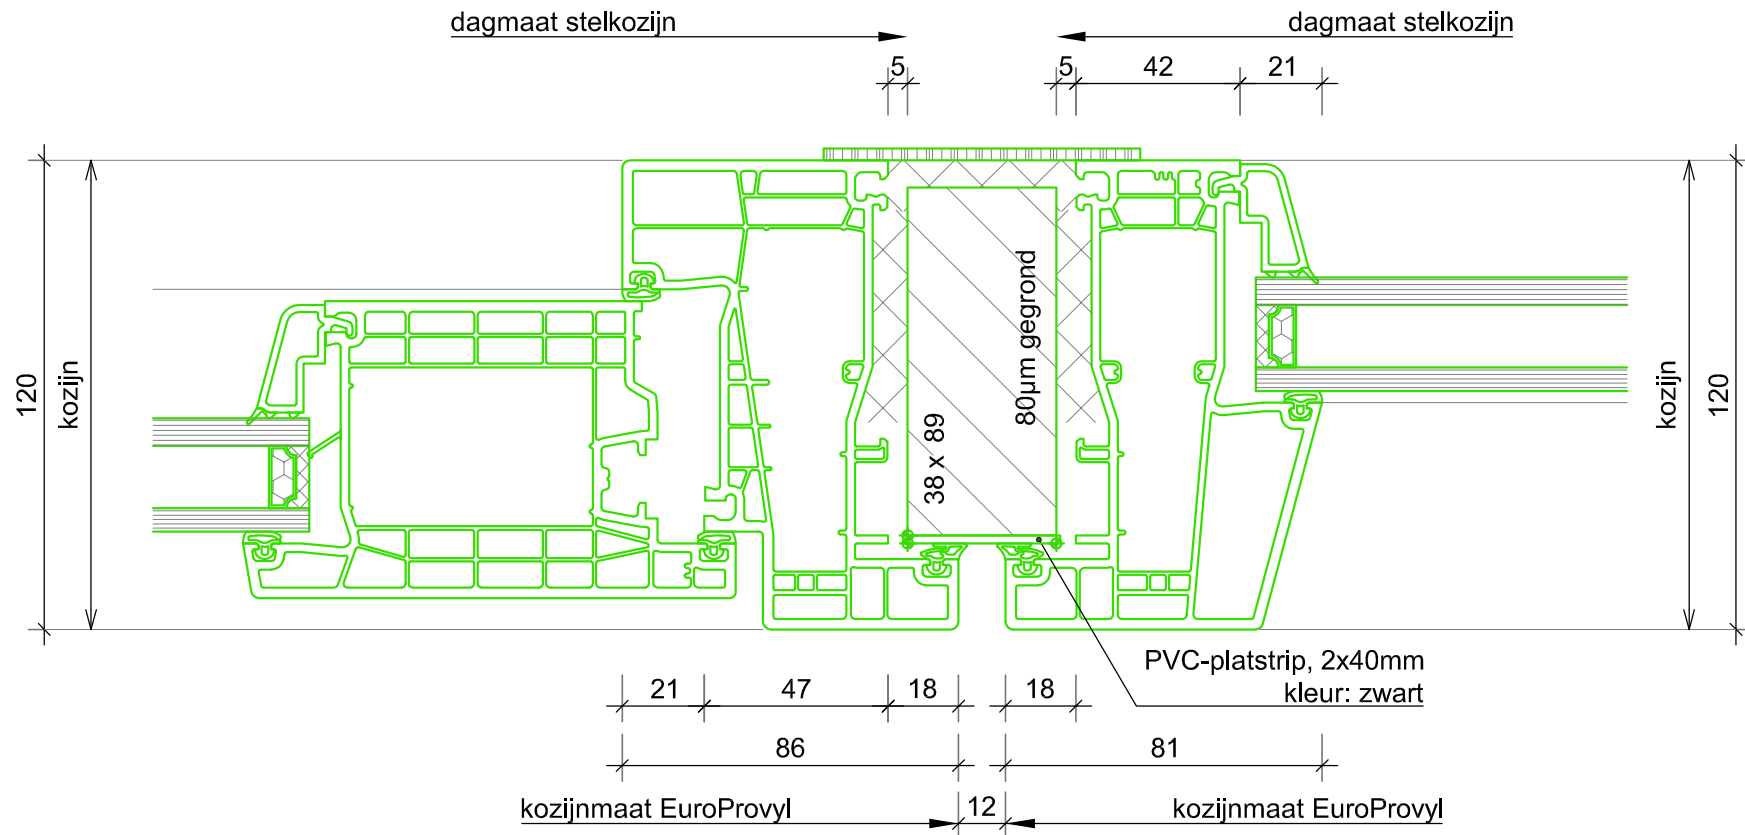 dagmaat stelkozijn
dagmaat stelkozijn
5
5
42
21
120
kozijn
38 x 89
80µm gegrond
kozijn
120
PVC-platstrip, 2x40mm
kleur: zwart
21
47
18
18
86
81
kozijnmaat EuroProvyl
12
kozijnmaat EuroProvyl